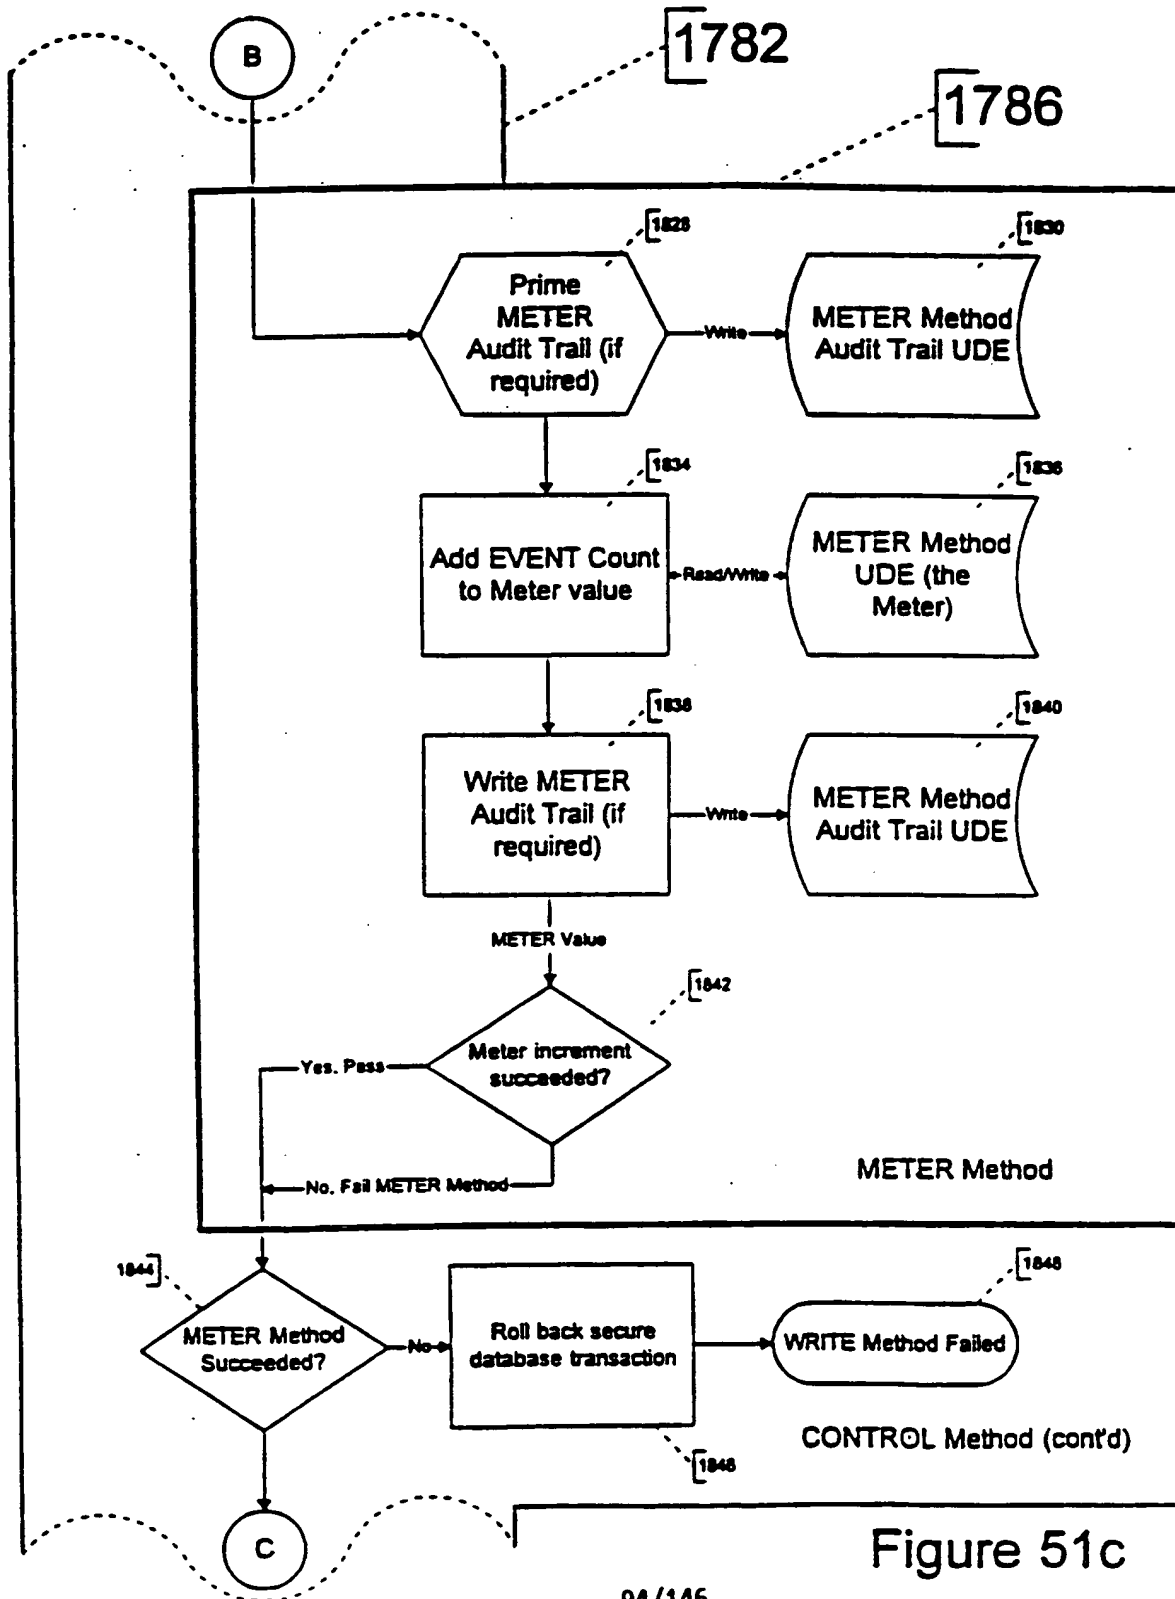 B
1782
1786
1828
1830
Prime
METER
Audit Trail (if
required)
Write
METER Method
Audit Trail UDE
1834
1836
Add EVENT Count
to Meter value
Read/Write
METER Method
UDE (the
Meter)
1838
1840
Write METER
Audit Trail (if
required)
Write
METER Method
Audit Trail UDE
METER Value
1842
Meter increment
succeeded?
Yes. Pass
No. Fail METER Method
METER Method
1844
1848
METER Method
Succeeded?
No
Roll back secure
database transaction
WRITE Method Failed
1846
CONTROL Method (cont'd)
C
Figure 51c
94/146